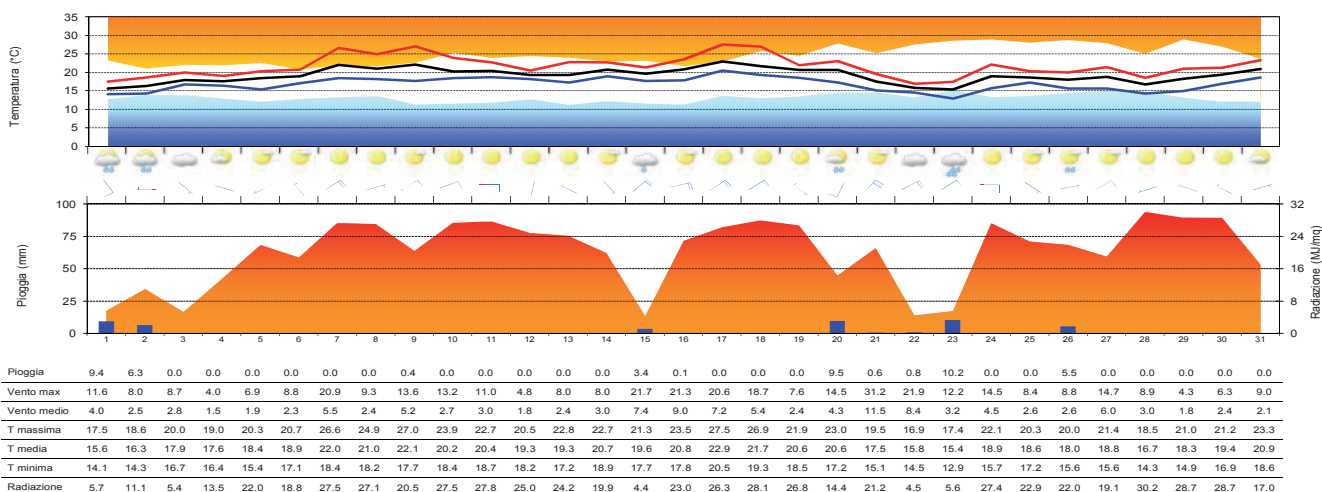 Temperatura (°C)
35
30
25
20
15
10
5
0
Pioggia (mm)
100
75
50
25
0
32
24
16
8
0
Radiazione (MJ/mq)
1 2 3 4 5 6 7 8 9 10 11 12 13 14 15 16 17 18 19 20 21 22 23 24 25 26 27 28 29 30 31
Pioggia 9.4 6.3 0.0 0.0 0.0 0.0 0.0 0.0 0.4 0.0 0.0 0.0 0.0 0.0 3.4 0.1 0.0 0.0 0.0 9.5 0.6 0.8 10.2 0.0 0.0 5.5 0.0 0.0 0.0 0.0 0.0
Vento max 11.6 8.0 8.7 4.0 6.9 8.8 20.9 9.3 13.6 13.2 11.0 4.8 8.0 8.0 21.7 21.3 20.6 18.7 7.6 14.5 31.2 21.9 12.2 14.5 8.4 8.8 14.7 8.9 4.3 6.3 9.0
Vento medio 4.0 2.5 2.8 1.5 1.9 2.3 5.5 2.4 5.2 2.7 3.0 1.8 2.4 3.0 7.4 9.0 7.2 5.4 2.4 4.3 11.5 8.4 3.2 4.5 2.6 2.6 6.0 3.0 1.8 2.4 2.1
T massima 17.5 18.6 20.0 19.0 20.3 20.7 26.6 24.9 27.0 23.9 22.7 20.5 22.8 22.7 21.3 23.5 27.5 26.9 21.9 23.0 19.5 16.9 17.4 22.1 20.3 20.0 21.4 18.5 21.0 21.2 23.3
T media 15.6 16.3 17.9 17.6 18.4 18.9 22.0 21.0 22.1 20.2 20.4 19.3 19.3 20.7 19.6 20.8 22.9 21.7 20.6 20.6 17.5 15.8 15.4 18.9 18.6 18.0 18.8 16.7 18.3 19.4 20.9
T minima 14.1 14.3 16.7 16.4 15.4 17.1 18.4 18.2 17.7 18.4 18.7 18.2 17.2 18.9 17.7 17.8 20.5 19.3 18.5 17.2 15.1 14.5 12.9 15.7 17.2 15.6 15.6 14.3 14.9 16.9 18.6
Radiazione 5.7 11.1 5.4 13.5 22.0 18.8 27.5 27.1 20.5 27.5 27.8 25.0 24.2 19.9 4.4 23.0 26.3 28.1 26.8 14.4 21.2 4.5 5.6 27.4 22.9 22.0 19.1 30.2 28.7 28.7 17.0